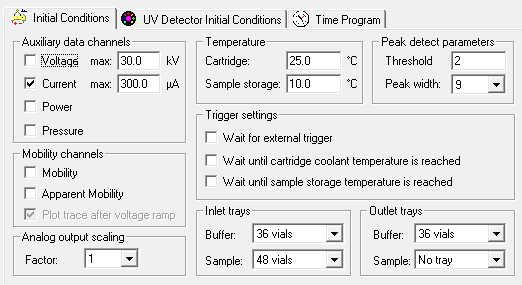 Initial Conditions UV Detector Initial Conditions Time Program
Auxiliary data channels
Voltage max: 30.0 kV
Current max: 300.0 µA
Power
Pressure
Mobility channels
Mobility
Apparent Mobility
Plot trace after voltage ramp
Analog output scaling
Factor: 1
Temperature
Cartridge: 25.0 °C
Sample storage: 10.0 °C
Peak detect parameters
Threshold 2
Peak width: 9
Trigger settings
Wait for external trigger
Wait until cartridge coolant temperature is reached
Wait until sample storage temperature is reached
Inlet trays
Buffer: 36 vials
Sample: 48 vials
Outlet trays
Buffer: 36 vials
Sample: No tray